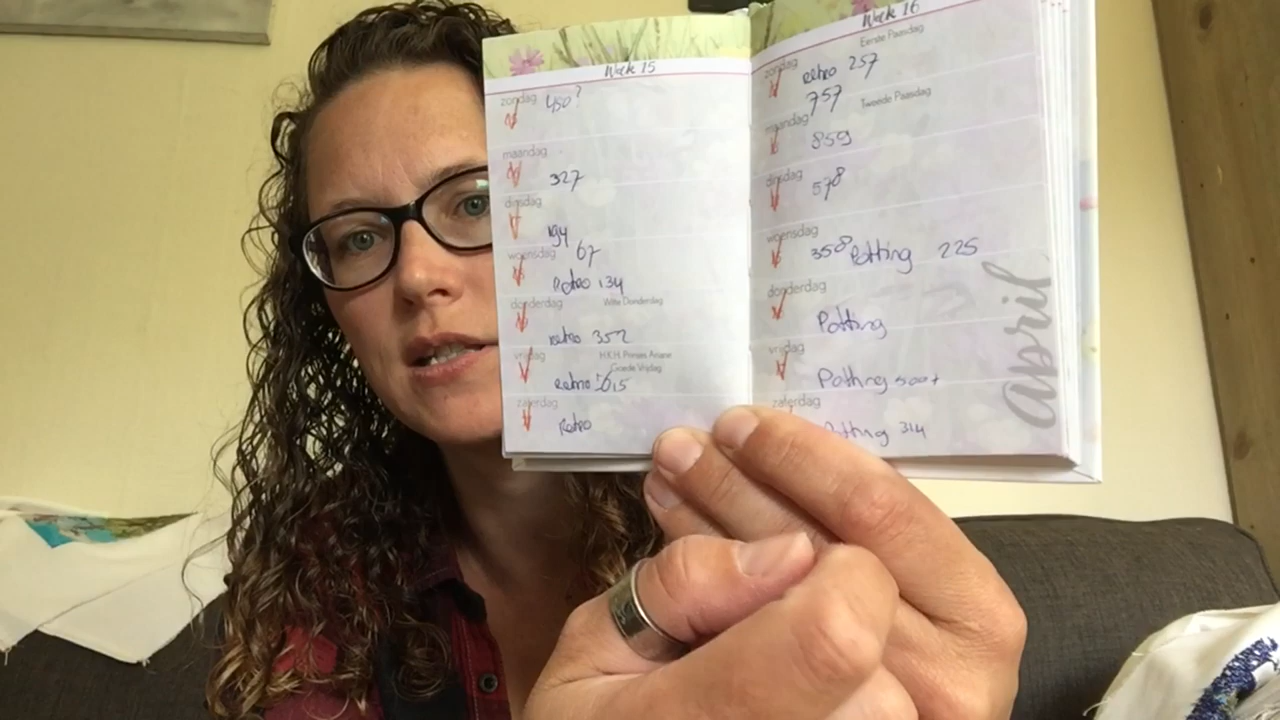 Week 15
zondag 450?
maandag
327
dinsdag
194
woensdag 67
Retro 134
donderdag Witte Donderdag
retro 352
vrijdag H.K.H. Prinses Ariane
Goede Vrijdag
retro
zaterdag
Retro
Week 16
Eerste Paasdag
zondag retro 257
757
maandag Tweede Paasdag
859
dinsdag
578
woensdag
358 Potting 225
donderdag
Potting
vrijdag
Potting 500+
zaterdag
Potting 314
april